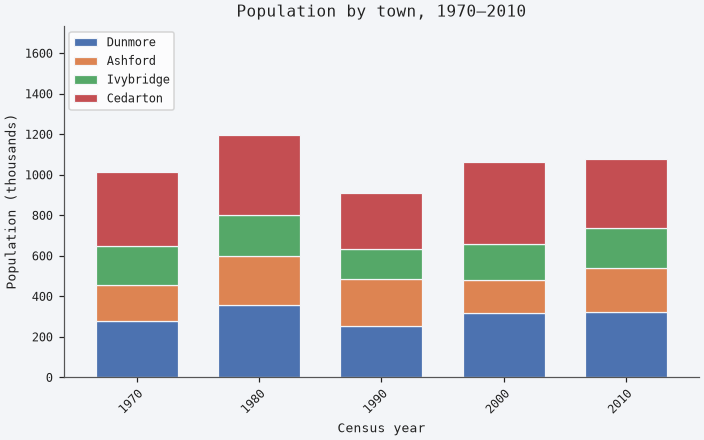 Population by town, 1970–2010
Dunmore
Ashford
Ivybridge
Cedarton
Population (thousands)
1600
1400
1200
1000
800
600
400
200
0
1970
1980
1990
2000
2010
Census year